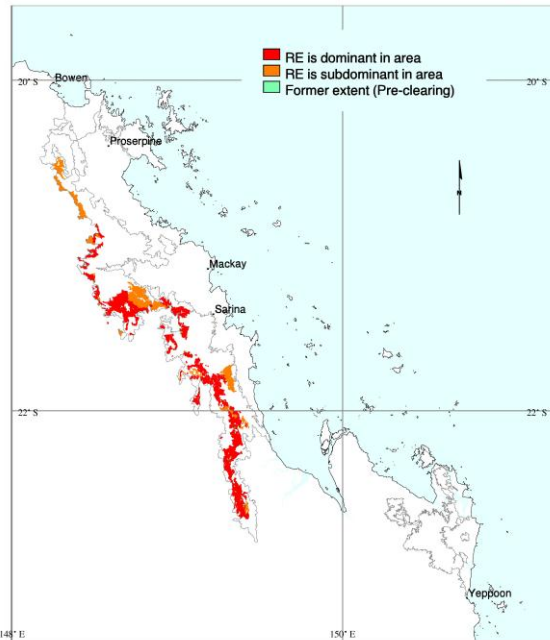 RE is dominant in area
RE is subdominant in area
Former extent (Pre-clearing)
20° S
20° S
Bowen
Proserpine
N
Mackay
Sarina
22° S
22° S
Yeppoon
148° E
150° E